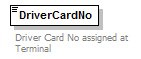 DriverCardNo
Driver Card No assigned at
Terminal